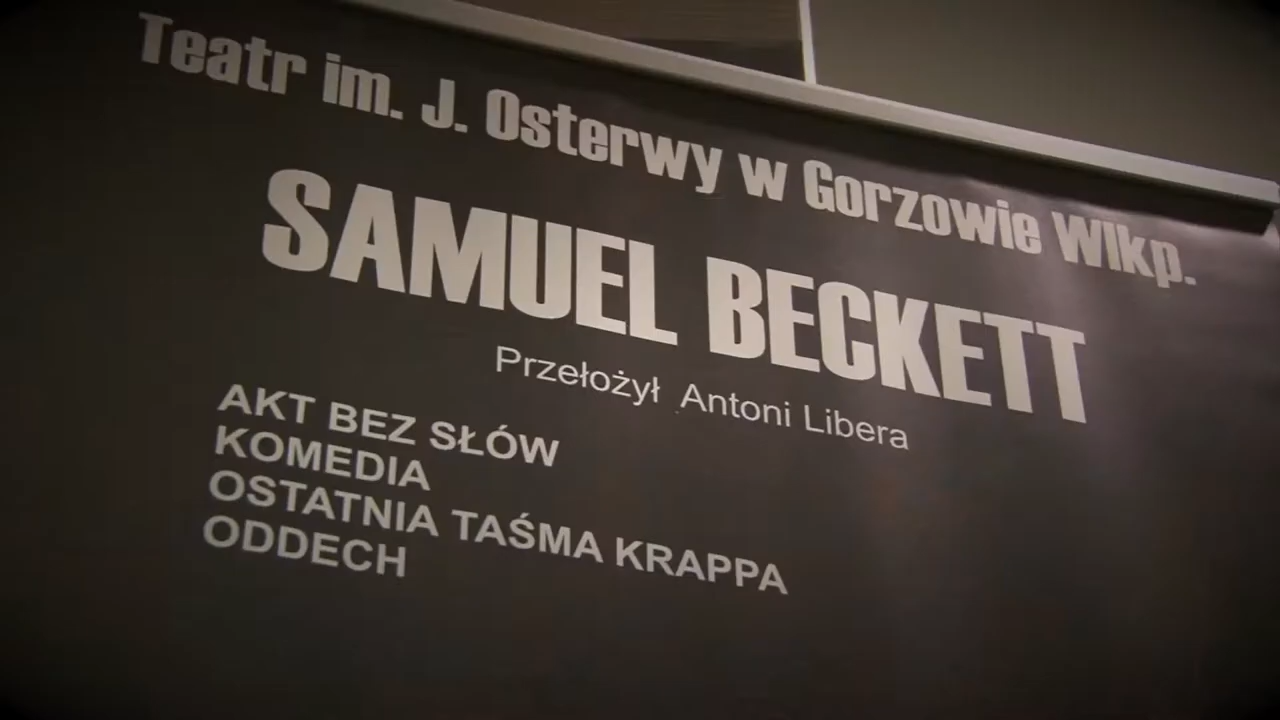 Teatr im. J. Osterwy w Gorzowie Wlkp.
SAMUEL BECKETT
Przełożył Antoni Libera
AKT BEZ SŁÓW
KOMEDIA
OSTATNIA TAŚMA KRAPPA
ODDECH